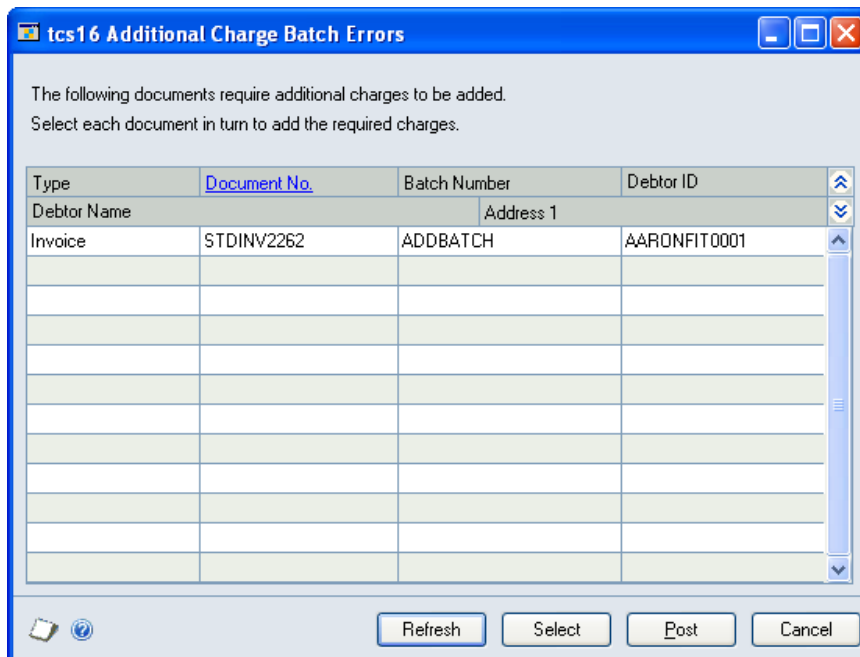 tcs16 Additional Charge Batch Errors
The following documents require additional charges to be added.
Select each document in turn to add the required charges.
Type Document No. Batch Number Debtor ID
Debtor Name Address 1
Invoice STDINV2262 ADDBATCH AARONFIT0001
Refresh Select Post Cancel